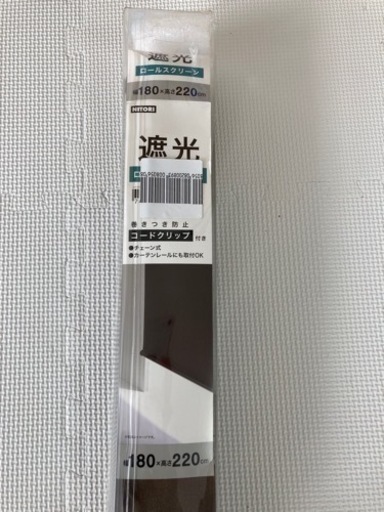 遮光
ロールスクリーン
幅180×高さ220cm
NITORI
遮光
巻きつき防止
コードクリップ付き
●チェーン式
●カーテンレールにも取付OK
幅180×高さ220cm